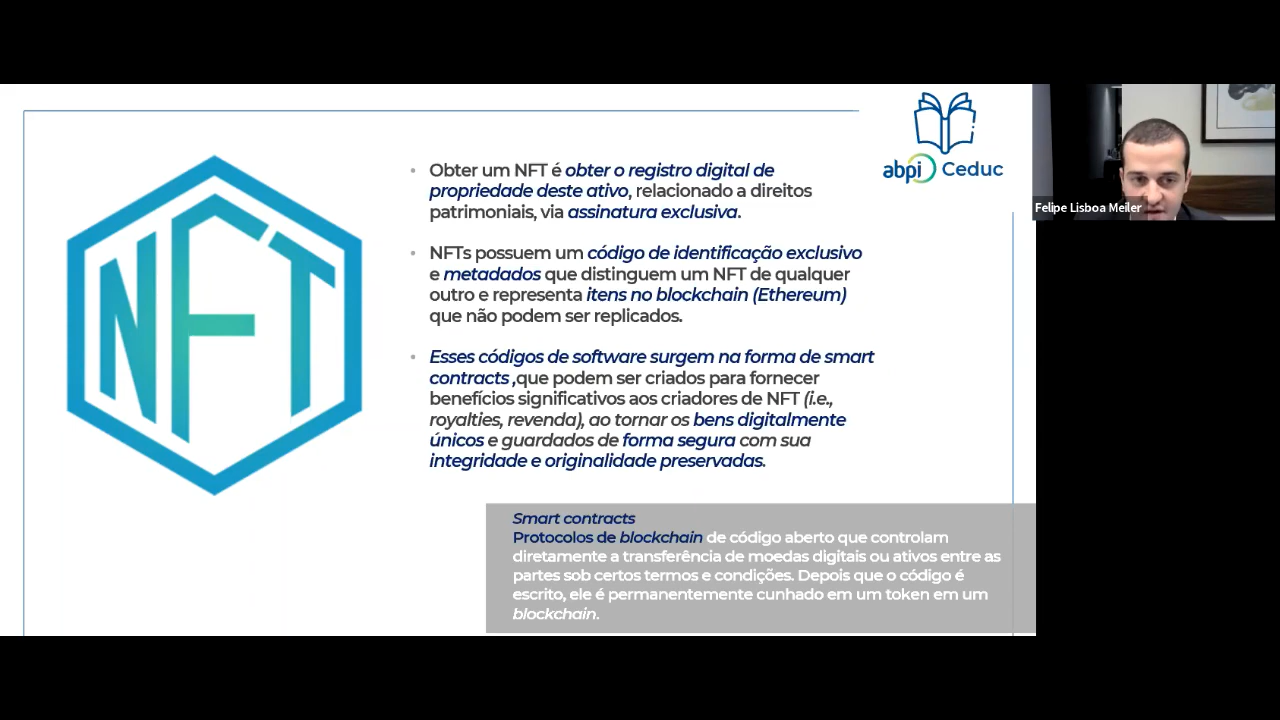 NFT
Obter um NFT é obter o registro digital de
propriedade deste ativo, relacionado a direitos
patrimoniais, via assinatura exclusiva.
NFTs possuem um código de identificação exclusivo
e metadados que distinguem um NFT de qualquer
outro e representa itens no blockchain (Ethereum)
que não podem ser replicados.
Esses códigos de software surgem na forma de smart
contracts ,que podem ser criados para fornecer
benefícios significativos aos criadores de NFT (i.e.,
royalties, revenda), ao tornar os bens digitalmente
únicos e guardados de forma segura com sua
integridade e originalidade preservadas.
Smart contracts
Protocolos de blockchain de código aberto que controlam
diretamente a transferência de moedas digitais ou ativos entre as
partes sob certos termos e condições. Depois que o código é
escrito, ele é permanentemente cunhado em um token em um
blockchain.
abpi Ceduc
Felipe Lisboa Meiler